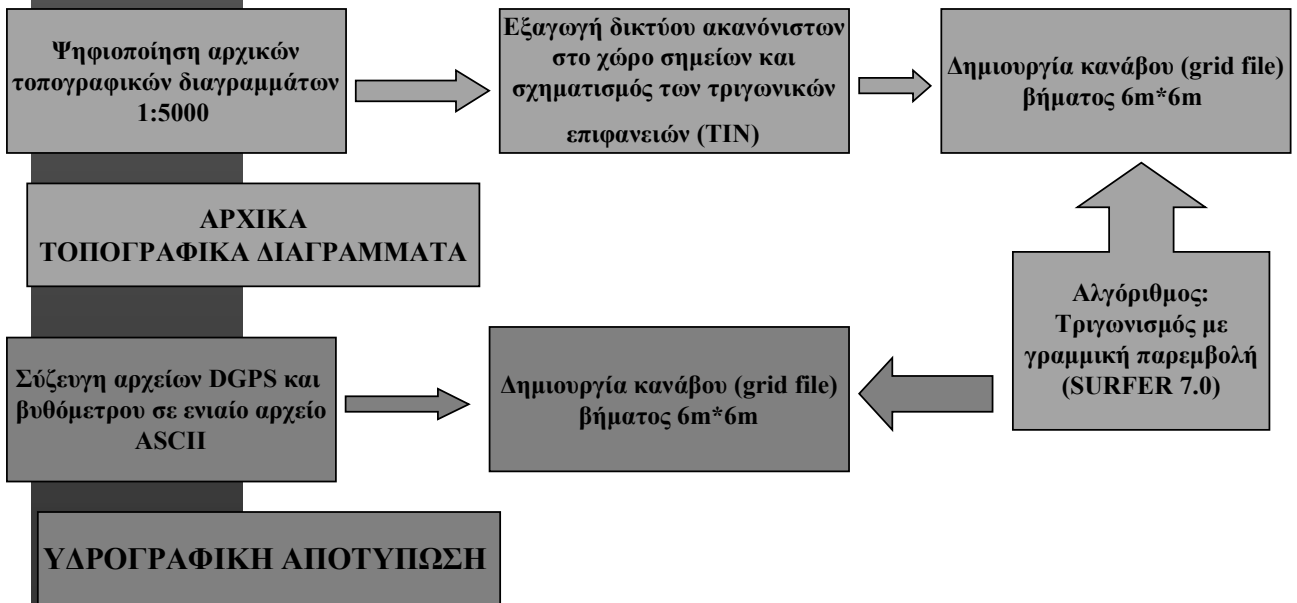 Ψηφιοποίηση αρχικών
τοπογραφικών διαγραμμάτων
1:5000
Εξαγωγή δικτύου ακανόνιστων
στο χώρο σημείων και
σχηματισμός των τριγωνικών
επιφανειών (TIN)
Δημιουργία κανάβου (grid file)
βήματος 6m*6m
ΑΡΧΙΚΑ
ΤΟΠΟΓΡΑΦΙΚΑ ΔΙΑΓΡΑΜΜΑΤΑ
Αλγόριθμος:
Τριγωνισμός με
γραμμική παρεμβολή
(SURFER 7.0)
Σύζευγη αρχείων DGPS και
βυθόμετρου σε ενιαίο αρχείο
ASCII
Δημιουργία κανάβου (grid file)
βήματος 6m*6m
ΥΔΡΟΓΡΑΦΙΚΗ ΑΠΟΤΥΠΩΣΗ